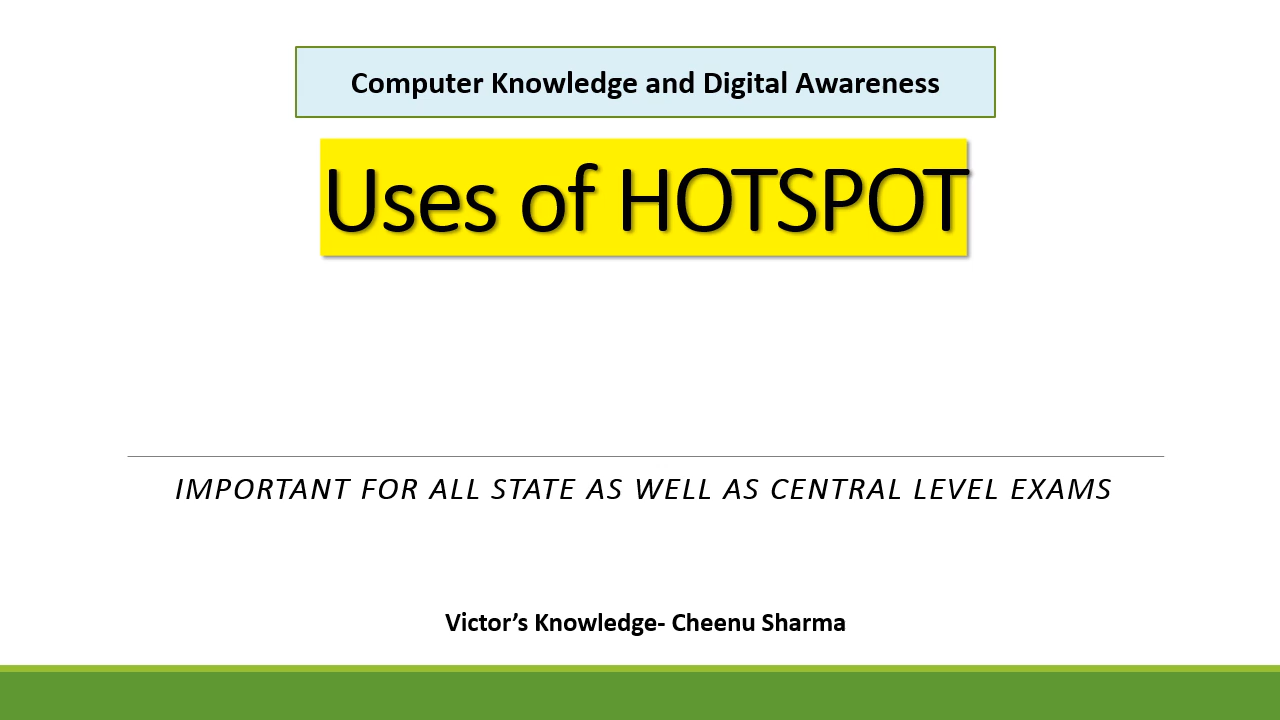 Computer Knowledge and Digital Awareness
Uses of HOTSPOT
IMPORTANT FOR ALL STATE AS WELL AS CENTRAL LEVEL EXAMS
Victor’s Knowledge- Cheenu Sharma